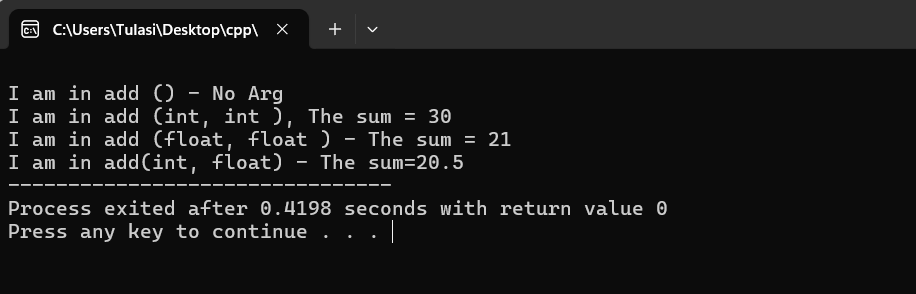 C:\Users\Tulasi\Desktop\cpp\
I am in add () - No Arg
I am in add (int, int ), The sum = 30
I am in add (float, float ) - The sum = 21
I am in add(int, float) - The sum=20.5
--------------------------------
Process exited after 0.4198 seconds with return value 0
Press any key to continue . . .